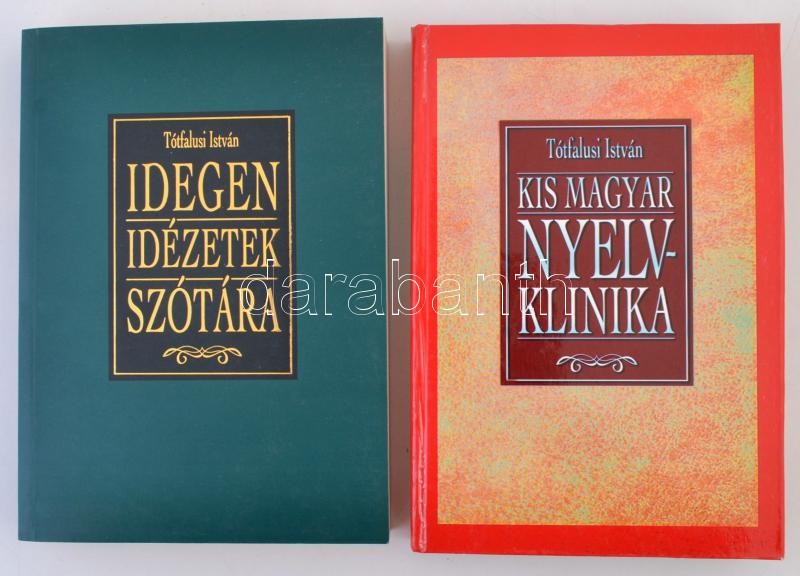 Tótfalusi István
IDEGEN
IDÉZETEK
SZÓTÁRA
Tótfalusi István
KIS MAGYAR
NYELV-
KLINIKA
darabanth